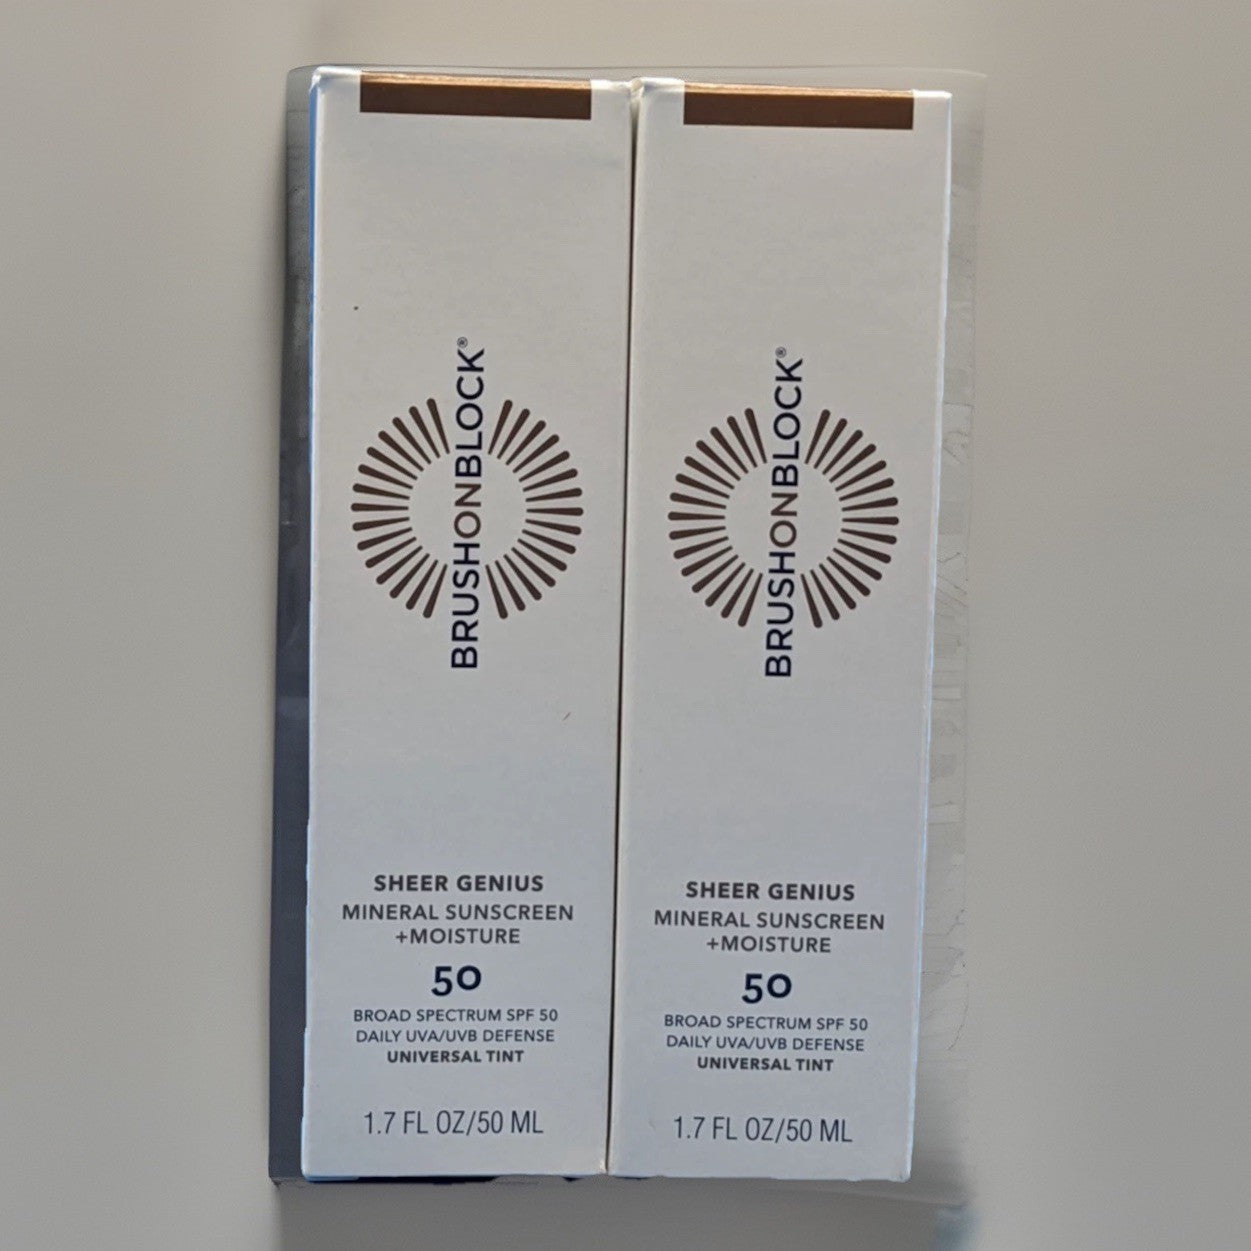 BRUSHONBLOCK®
SHEER GENIUS
MINERAL SUNSCREEN
+MOISTURE
50
BROAD SPECTRUM SPF 50
DAILY UVA/UVB DEFENSE
UNIVERSAL TINT
1.7 FL OZ/50 ML
BRUSHONBLOCK®
SHEER GENIUS
MINERAL SUNSCREEN
+MOISTURE
50
BROAD SPECTRUM SPF 50
DAILY UVA/UVB DEFENSE
UNIVERSAL TINT
1.7 FL OZ/50 ML